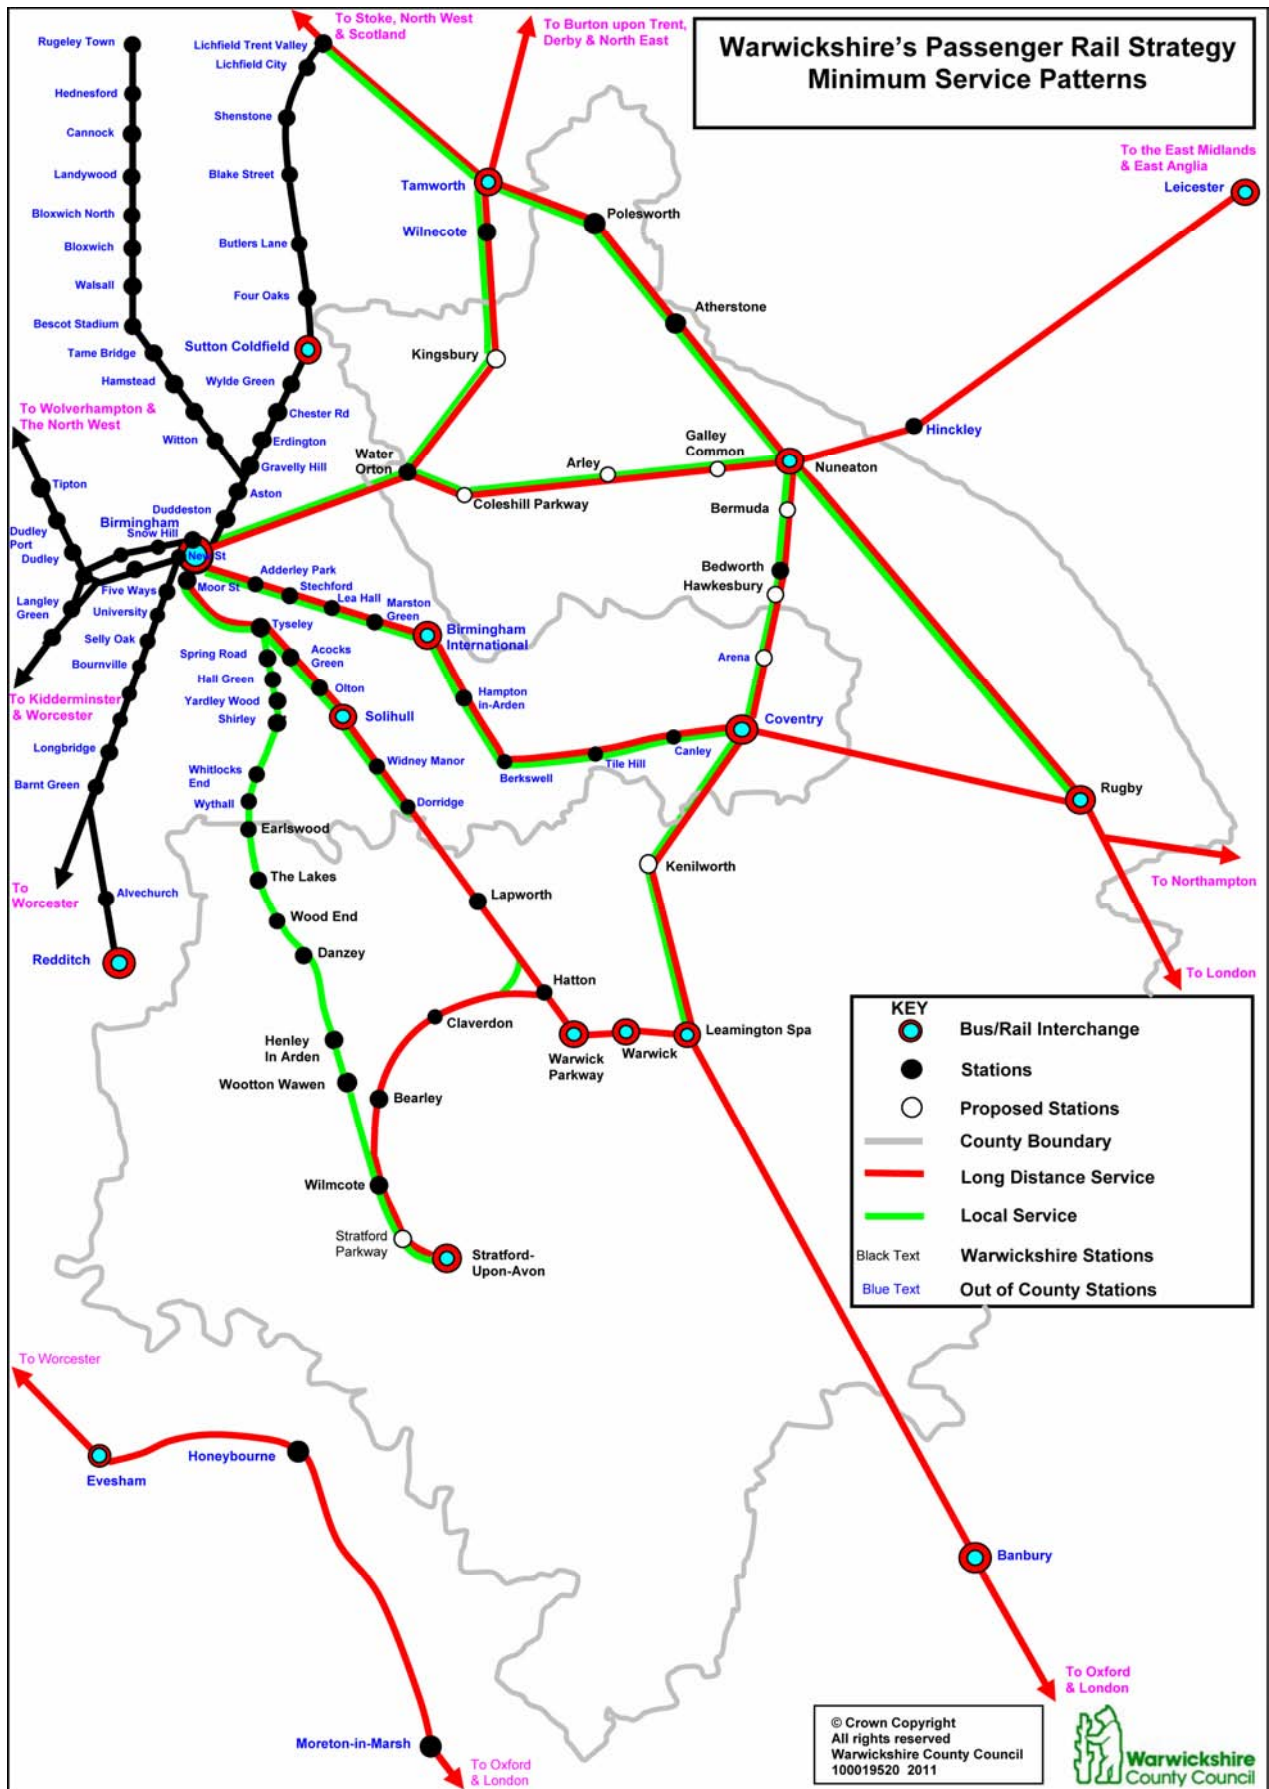 Warwickshire's Passenger Rail Strategy
Minimum Service Patterns
To Stoke, North West
& Scotland
To Burton upon Trent,
Derby & North East
To the East Midlands
& East Anglia
Leicester
Rugeley Town
Hednesford
Cannock
Landywood
Bloxwich North
Bloxwich
Walsall
Bescot Stadium
Tame Bridge
Hamstead
Witton
Lichfield Trent Valley
Lichfield City
Shenstone
Blake Street
Butlers Lane
Four Oaks
Sutton Coldfield
Wylde Green
Chester Rd
Erdington
Gravelly Hill
Aston
Duddeston
Tamworth
Wilnecote
Kingsbury
Water
Orton
Polesworth
Atherstone
Galley
Common
Arley
Coleshill Parkway
Nuneaton
Hinckley
Bermuda
Bedworth
Hawkesbury
Arena
Coventry
To Wolverhampton &
The North West
Tipton
Dudley
Port
Dudley
Langley
Green
To Kidderminster
& Worcester
Birmingham
Snow Hill
New St
Moor St
Five Ways
University
Selly Oak
Bournville
Longbridge
Barnt Green
To
Worcester
Alvechurch
Redditch
Adderley Park
Stechford
Lea Hall
Marston
Green
Birmingham
International
Hampton
in-Arden
Berkswell
Tile Hill
Canley
Tyseley
Spring Road
Hall Green
Yardley Wood
Shirley
Whitlocks
End
Wythall
Earlswood
The Lakes
Wood End
Danzey
Henley
In Arden
Wootton Wawen
Wilmcote
Stratford
Parkway
Stratford-
Upon-Avon
Acocks
Green
Olton
Solihull
Widney Manor
Dorridge
Lapworth
Hatton
Claverdon
Bearley
Warwick
Parkway
Warwick
Leamington Spa
Kenilworth
Rugby
To Northampton
To London
KEY
Bus/Rail Interchange
Stations
Proposed Stations
County Boundary
Long Distance Service
Local Service
Black Text
Warwickshire Stations
Blue Text
Out of County Stations
To Worcester
Evesham
Honeybourne
Moreton-in-Marsh
To Oxford
& London
Banbury
To Oxford
& London
© Crown Copyright
All rights reserved
Warwickshire County Council
100019520 2011
Warwickshire
County Council